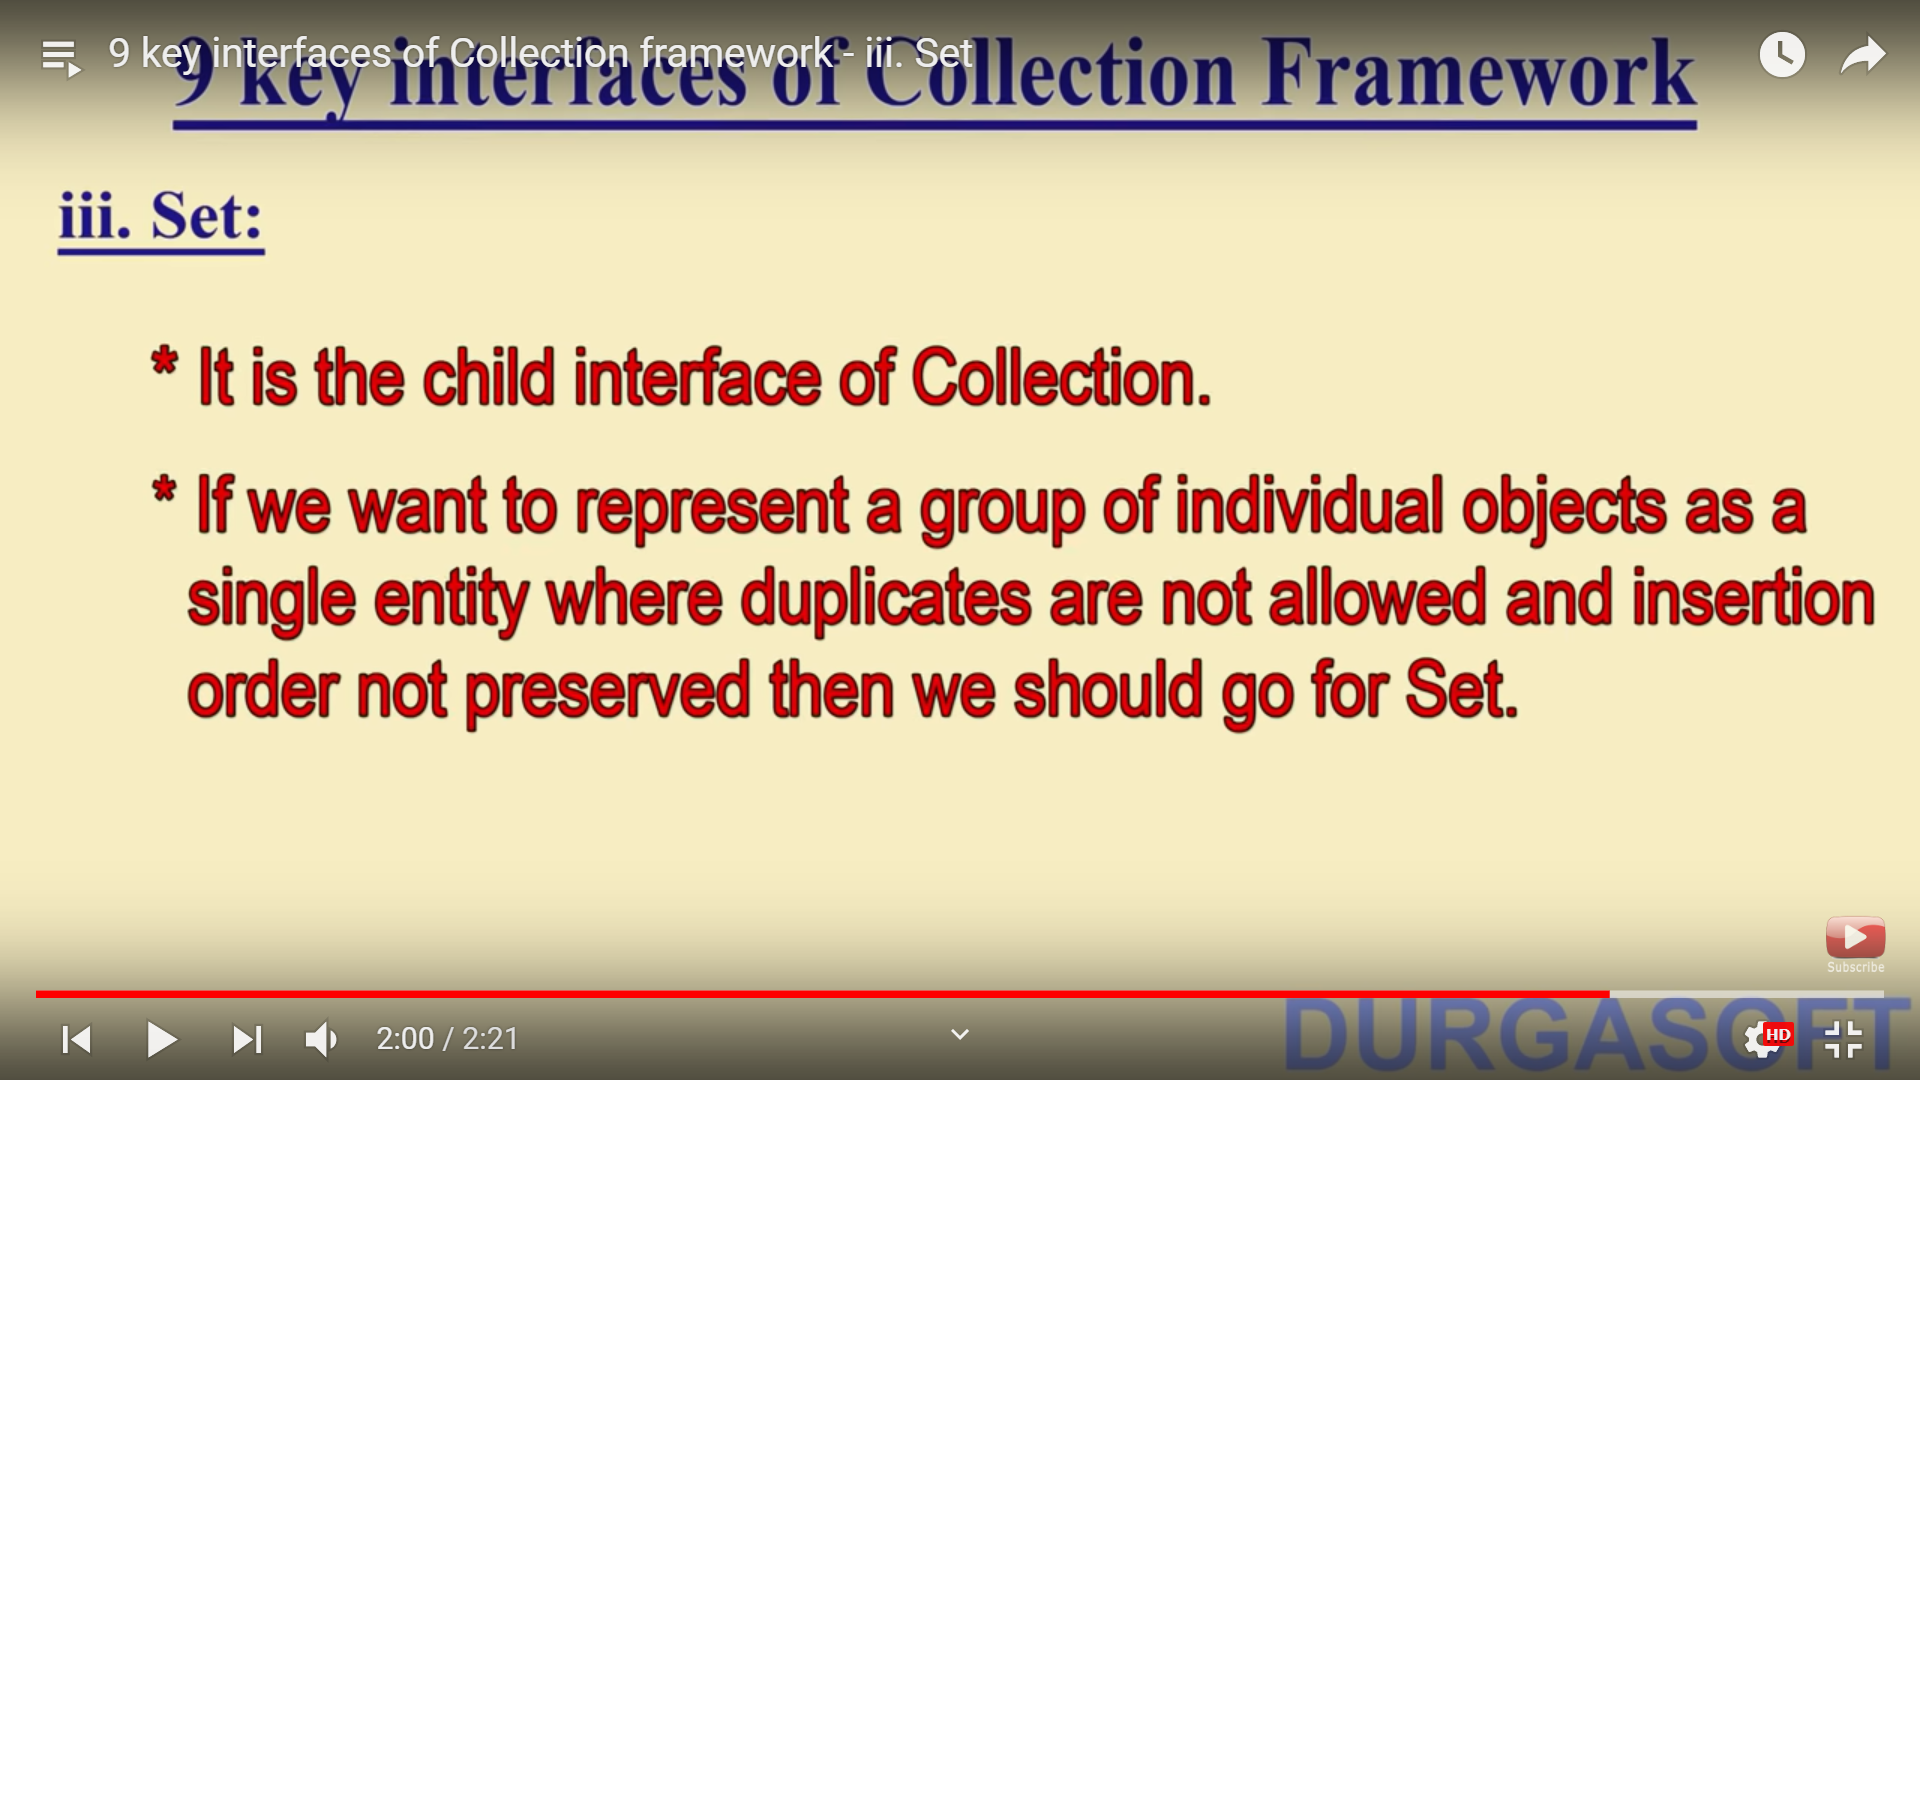 9 key interfaces of Collection framework - iii. Set
9 key interfaces of Collection Framework
iii. Set:
* It is the child interface of Collection.
* If we want to represent a group of individual objects as a
single entity where duplicates are not allowed and insertion
order not preserved then we should go for Set.
Subscribe
2:00 / 2:21
HD
DURGASOFT